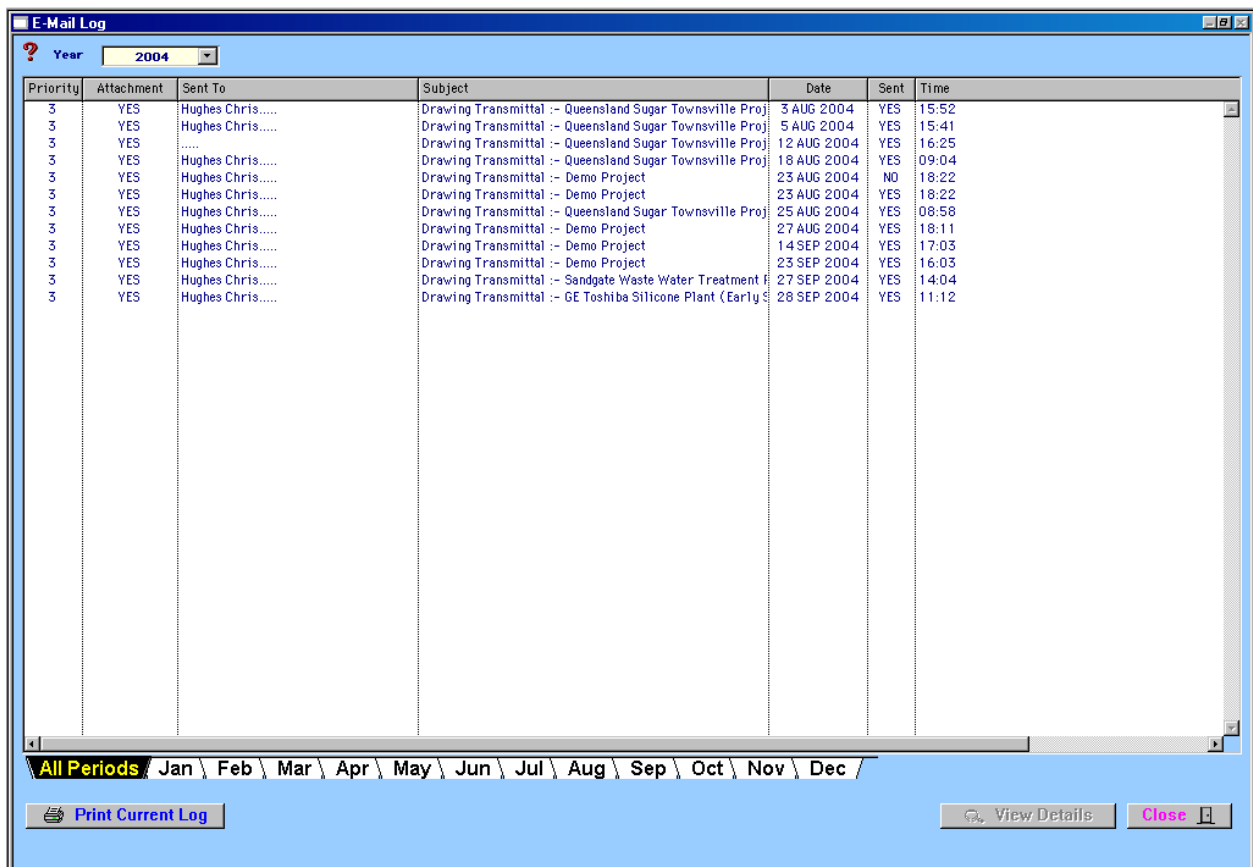 E-Mail Log
? Year 2004
Priority Attachment Sent To Subject Date Sent Time
3 YES Hughes Chris..... Drawing Transmittal :- Queensland Sugar Townsville Proj 3 AUG 2004 YES 15:52
3 YES Hughes Chris..... Drawing Transmittal :- Queensland Sugar Townsville Proj 5 AUG 2004 YES 15:41
3 YES ..... Drawing Transmittal :- Queensland Sugar Townsville Proj 12 AUG 2004 YES 16:25
3 YES Hughes Chris..... Drawing Transmittal :- Queensland Sugar Townsville Proj 18 AUG 2004 YES 09:04
3 YES Hughes Chris..... Drawing Transmittal :- Demo Project 23 AUG 2004 NO 18:22
3 YES Hughes Chris..... Drawing Transmittal :- Demo Project 23 AUG 2004 YES 18:22
3 YES Hughes Chris..... Drawing Transmittal :- Queensland Sugar Townsville Proj 25 AUG 2004 YES 08:58
3 YES Hughes Chris..... Drawing Transmittal :- Demo Project 27 AUG 2004 YES 18:11
3 YES Hughes Chris..... Drawing Transmittal :- Demo Project 14 SEP 2004 YES 17:03
3 YES Hughes Chris..... Drawing Transmittal :- Demo Project 23 SEP 2004 YES 16:03
3 YES Hughes Chris..... Drawing Transmittal :- Sandgate Waste Water Treatment 27 SEP 2004 YES 14:04
3 YES Hughes Chris..... Drawing Transmittal :- GE Toshiba Silicone Plant (Early 28 SEP 2004 YES 11:12
All Periods Jan Feb Mar Apr May Jun Jul Aug Sep Oct Nov Dec
Print Current Log View Details Close